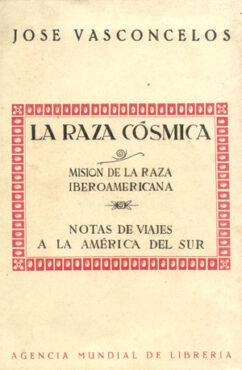 JOSE VASCONCELOS
LA RAZA CÓSMICA
MISION DE LA RAZA
IBEROAMERICANA
NOTAS DE VIAJES
A LA AMÉRICA DEL SUR
AGENCIA MUNDIAL DE LIBRERIA